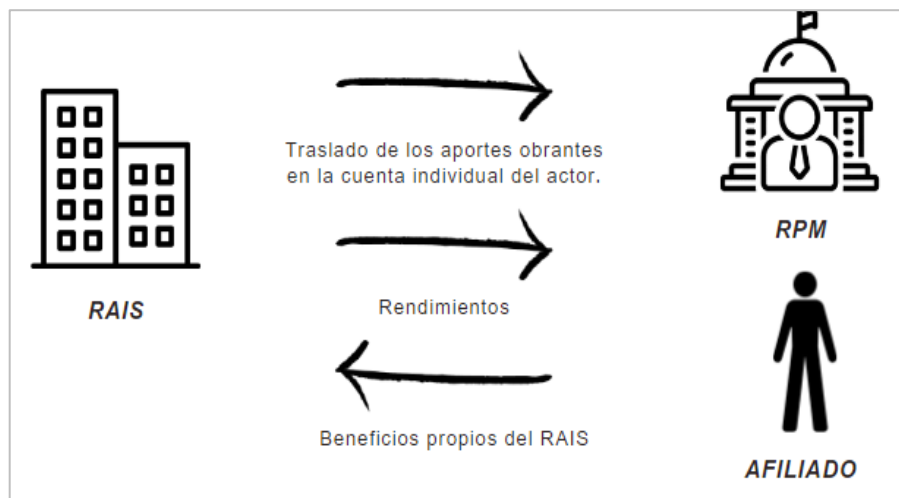 Traslado de los aportes obrantes
en la cuenta individual del actor.
RPM
RAIS
Rendimientos
Beneficios propios del RAIS
AFILIADO